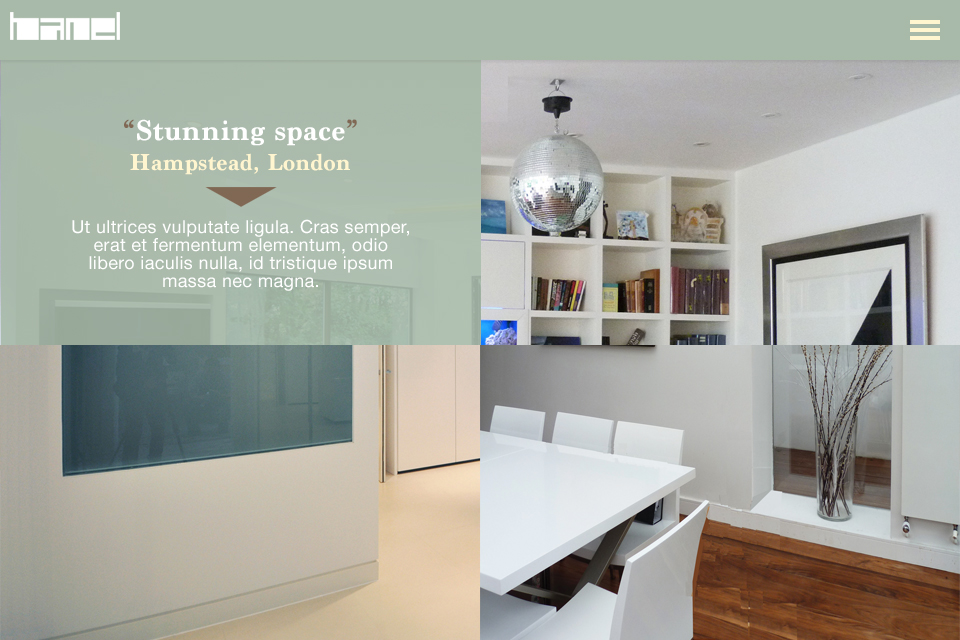 band
“Stunning space”
Hampstead, London
Ut ultrices vulputate ligula. Cras semper,
erat et fermentum elementum, odio
libero iaculis nulla, id tristique ipsum
massa nec magna.